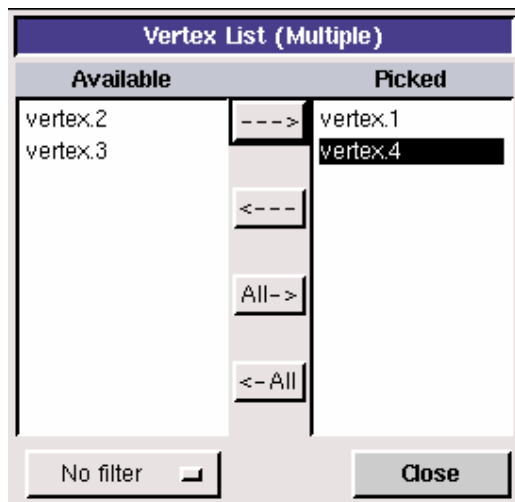 Vertex List (Multiple)
Available
Picked
vertex.2
vertex.3
--->
<---
All->
<-All
vertex.1
vertex.4
No filter
Close